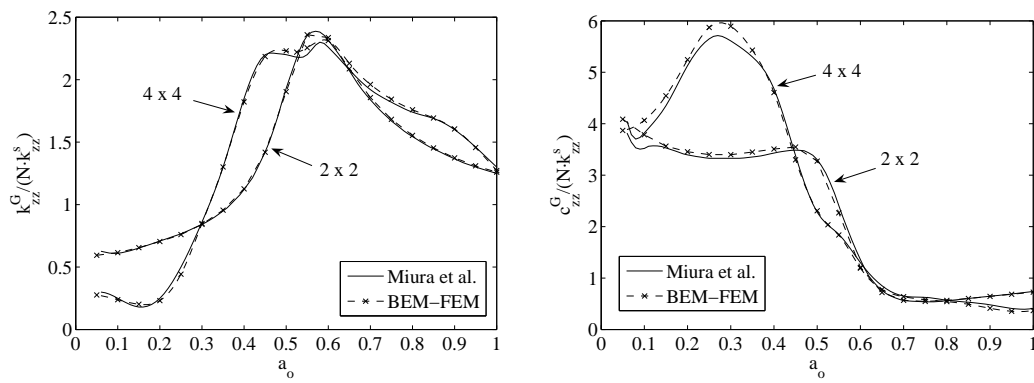 2.5
2
1.5
1
0.5
0
k_zz^G/(N·k_zz^s)
4 x 4
2 x 2
Miura et al.
BEM−FEM
0 0.1 0.2 0.3 0.4 0.5 0.6 0.7 0.8 0.9 1
a_o
6
5
4
3
2
1
0
c_zz^G/(N·k_zz^s)
4 x 4
2 x 2
Miura et al.
BEM−FEM
0 0.1 0.2 0.3 0.4 0.5 0.6 0.7 0.8 0.9 1
a_o